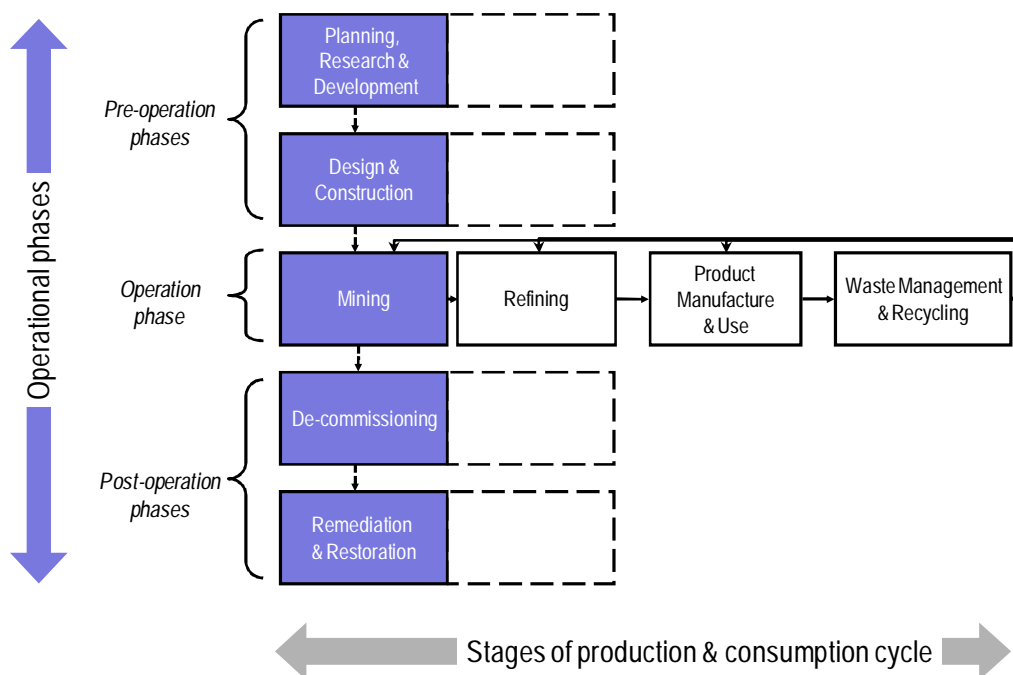 Planning,
Research &
Development
Pre-operation
phases
Design &
Construction
Operational phases
Operation
phase
Mining
Refining
Product
Manufacture
& Use
Waste Management
& Recycling
De-commissioning
Post-operation
phases
Remediation
& Restoration
Stages of production & consumption cycle